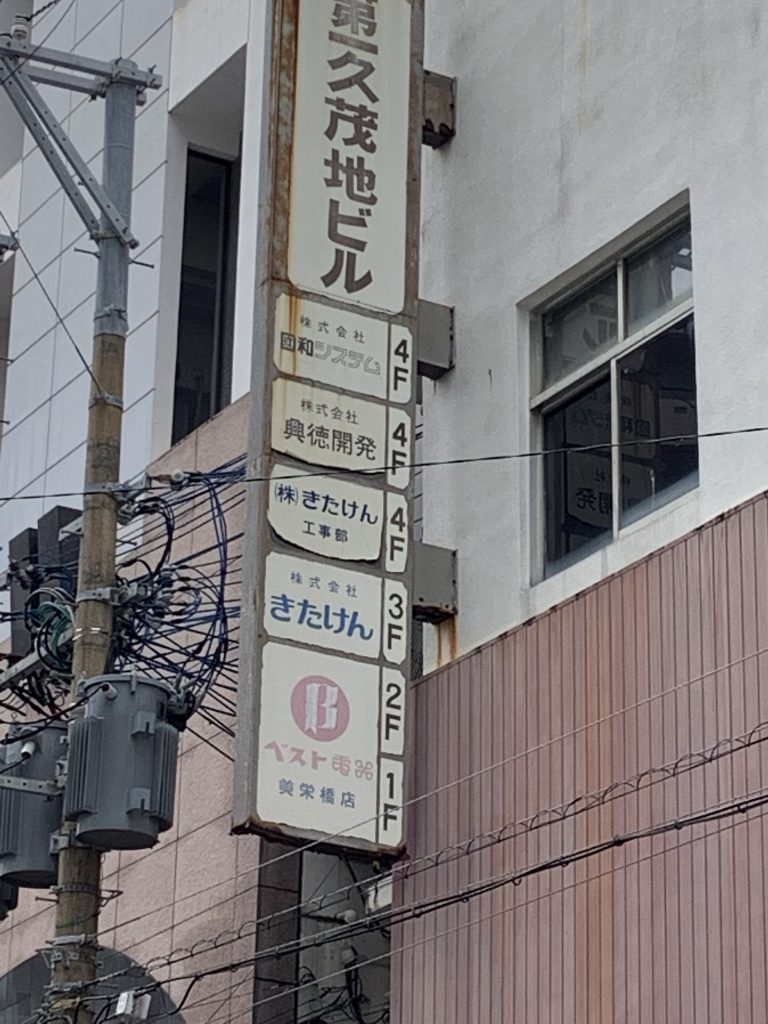 第一久茂地ビル
株式会社
國和システム
4F
株式会社
興徳開発
4F
(株)きたけん
工事部
4F
株式会社
きたけん
3F
ベスト電器
美栄橋店
2F
1F